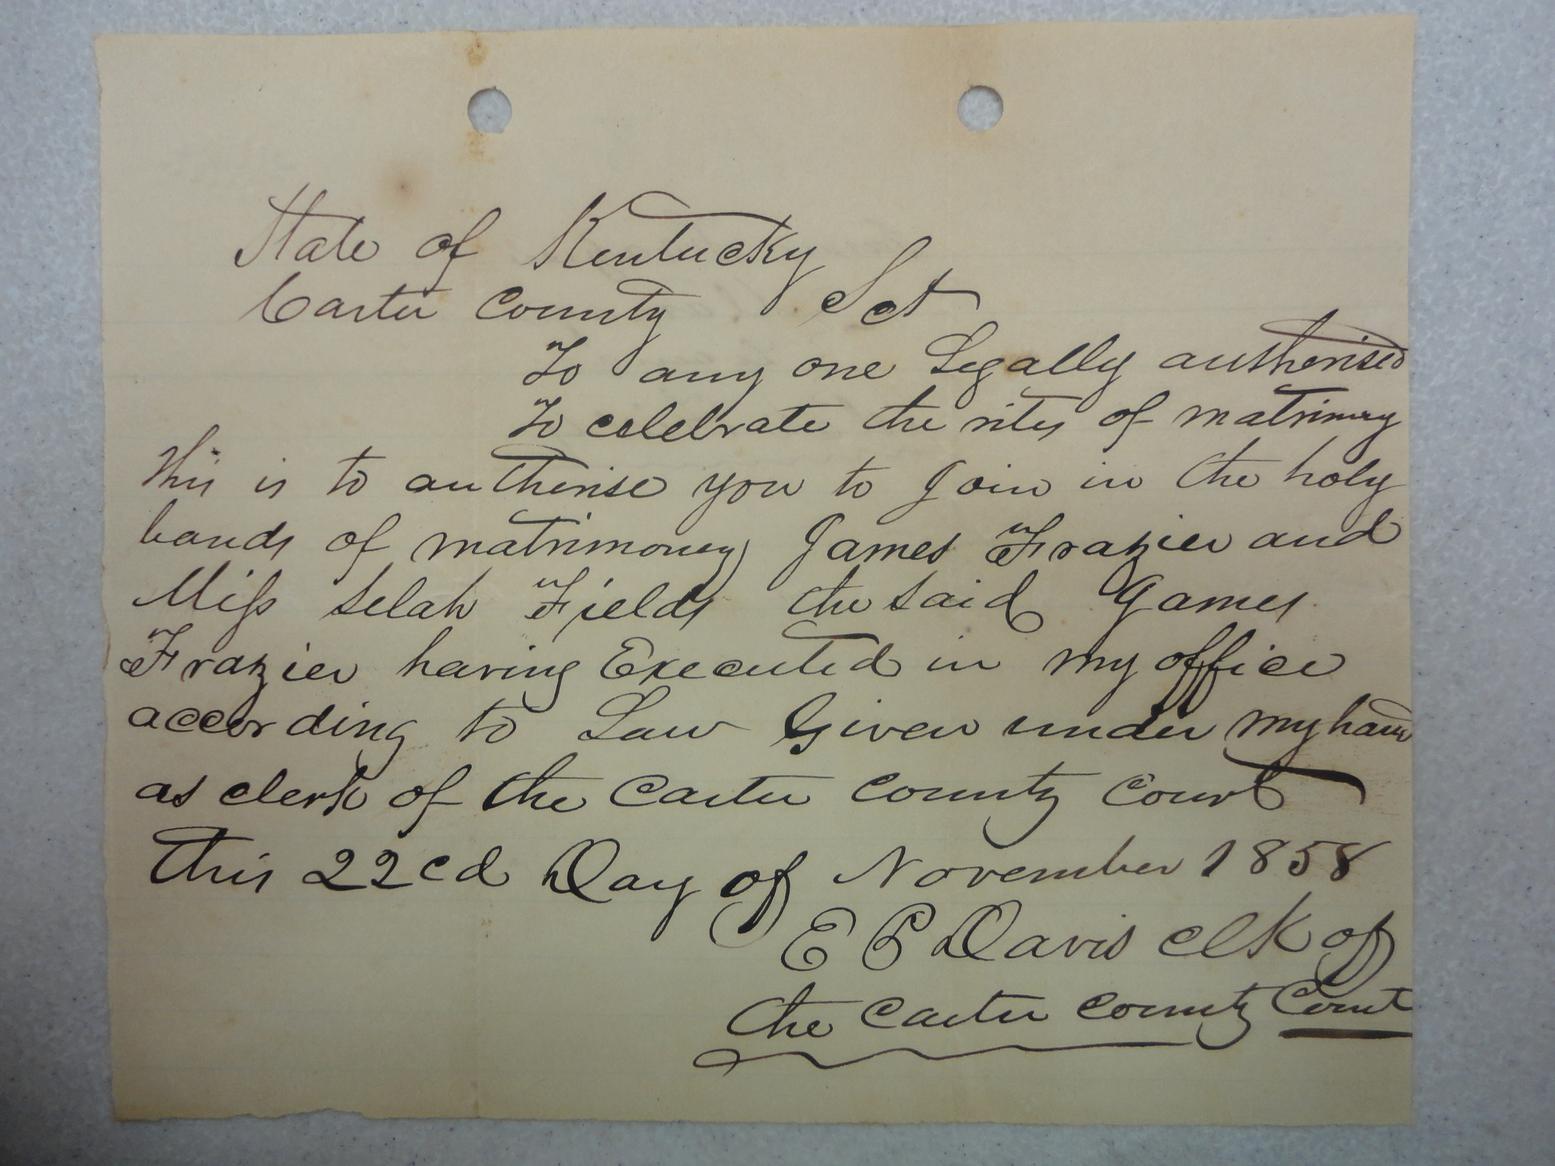 State of Kentucky
Carter County Sct
To any one Legally authorised
To celebrate the rites of matrimony
this is to autherise you to Join in the holy
bands of matrimoney James Frazier and
Miss Selah Fields the said James
Frazier having Executed in my office
according to Law Given under my hand
as clerk of the Carter County Court
this 22cd Day of November 1858
E P Davis clk of
the Carter County Court